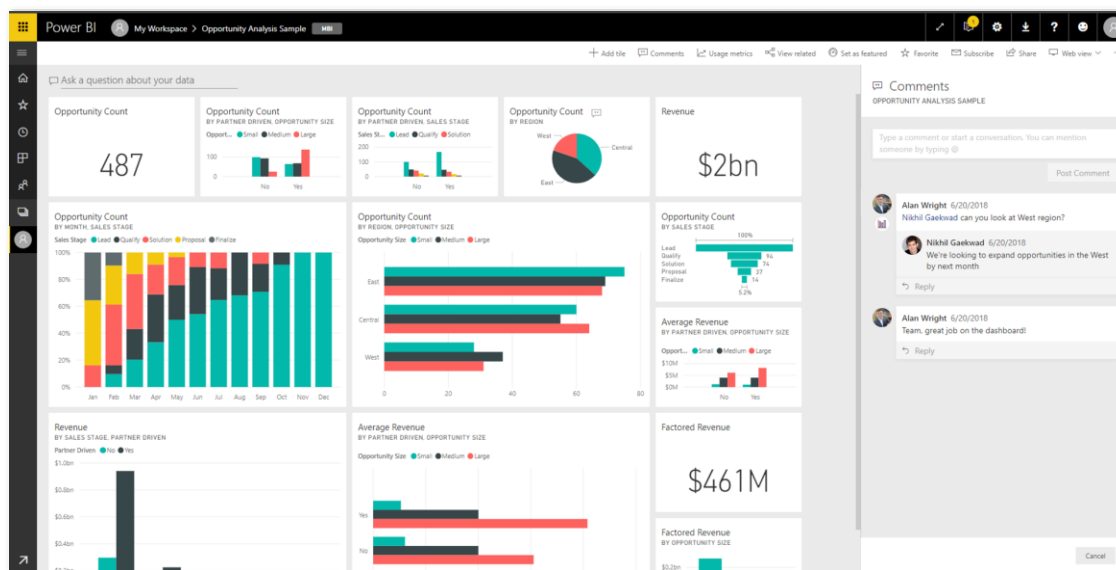 Power BI My Workspace > Opportunity Analysis Sample MBI
Add tile Comments Usage metrics View related Set as featured Favorite Subscribe Share Web view
Ask a question about your data
Opportunity Count
487
Opportunity Count
BY PARTNER DRIVEN, OPPORTUNITY SIZE
Opport... Small Medium Large
100
0
No Yes
Opportunity Count
BY PARTNER DRIVEN, SALES STAGE
Sales St... Lead Qualify Solution
200
100
0
No Yes
Opportunity Count
BY REGION
West
Central
East
Revenue
$2bn
Opportunity Count
BY MONTH, SALES STAGE
Sales Stage Lead Qualify Solution Proposal Finalize
100%
80%
60%
40%
20%
0%
Jan Feb Mar Apr May Jun Jul Aug Sep Oct Nov Dec
Opportunity Count
BY REGION, OPPORTUNITY SIZE
Opportunity Size Small Medium Large
East
Central
West
0 20 40 60 80
Opportunity Count
BY SALES STAGE
100%
Lead
Qualify 94
Solution 74
Proposal 37
Finalize 14
5.2%
Average Revenue
BY PARTNER DRIVEN, OPPORTUNITY SIZE
Opport... Small Medium Large
$10M
$5M
$0M
No Yes
Revenue
BY SALES STAGE, PARTNER DRIVEN
Partner Driven No Yes
$1.0bn
$0.8bn
$0.6bn
$0.4bn
Average Revenue
BY PARTNER DRIVEN, OPPORTUNITY SIZE
Opportunity Size Small Medium Large
Yes
No
Factored Revenue
$461M
Factored Revenue
BY OPPORTUNITY SIZE
$0.2bn
Comments
OPPORTUNITY ANALYSIS SAMPLE
Type a comment or start a conversation. You can mention
someone by typing @
Post Comment
Alan Wright 6/20/2018
Nikhil Gaekwad can you look at West region?
Nikhil Gaekwad 6/20/2018
We're looking to expand opportunities in the West
by next month
Reply
Alan Wright 6/20/2018
Team. great job on the dashboard!
Reply
Cancel